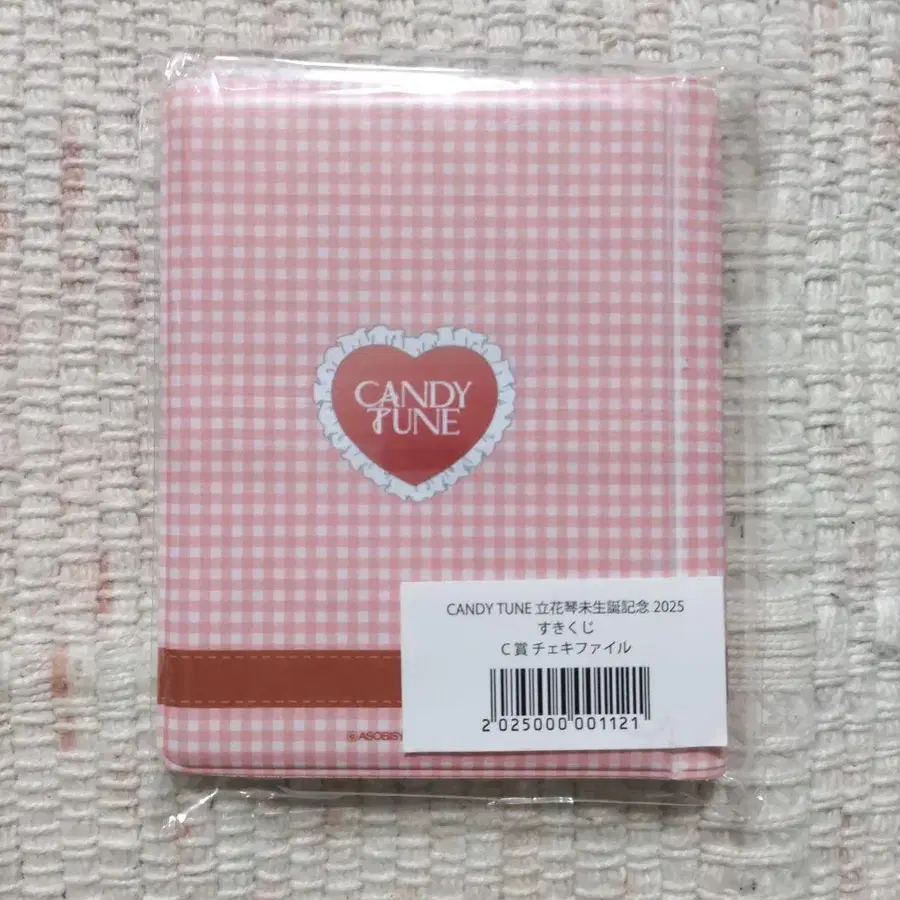 CANDY
TUNE
CANDY TUNE 立花琴未生誕記念 2025
すきくじ
C賞 チェキファイル
2 025000 001121